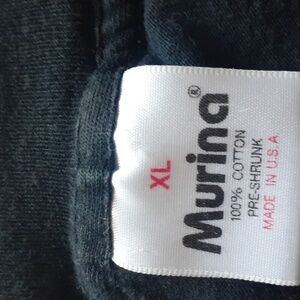 XL
Murina®
100% COTTON
PRE-SHRUNK
MADE IN U.S.A